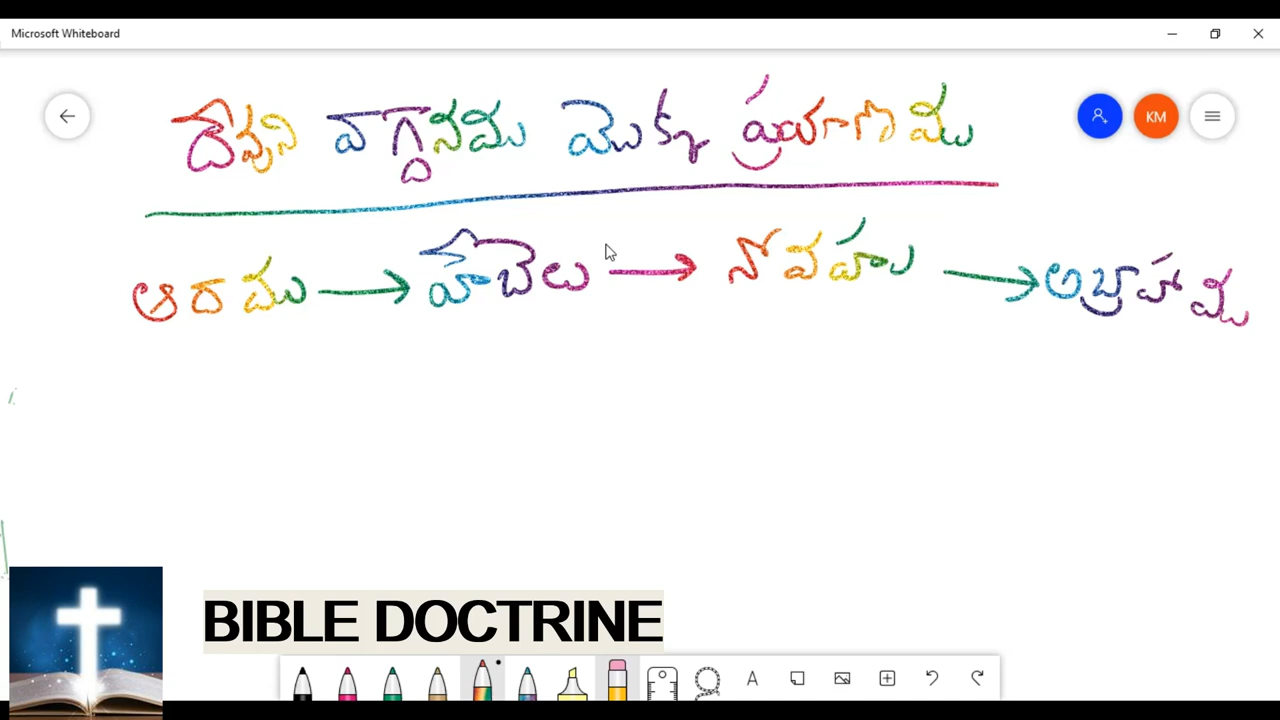 Microsoft Whiteboard
దేవుని వాగ్దానము యొక్క ప్రయాణము
KM
ఆదాము → హేబెలు → నోవహు → అబ్రాహాము
BIBLE DOCTRINE
A